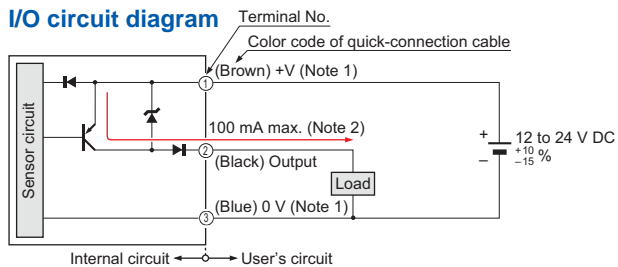 I/O circuit diagram
Terminal No.
Color code of quick-connection cable
1
(Brown) +V (Note 1)
100 mA max. (Note 2)
2
(Black) Output
Sensor circuit
Load
+
12 to 24 V DC
–
+10
–15 %
3
(Blue) 0 V (Note 1)
Internal circuit
User's circuit